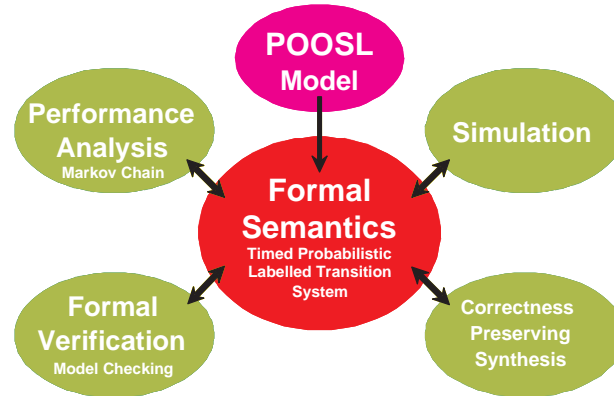 POOSL
Model
Performance
Analysis
Markov Chain
Simulation
Formal
Semantics
Timed Probabilistic
Labelled Transition
System
Formal
Verification
Model Checking
Correctness
Preserving
Synthesis